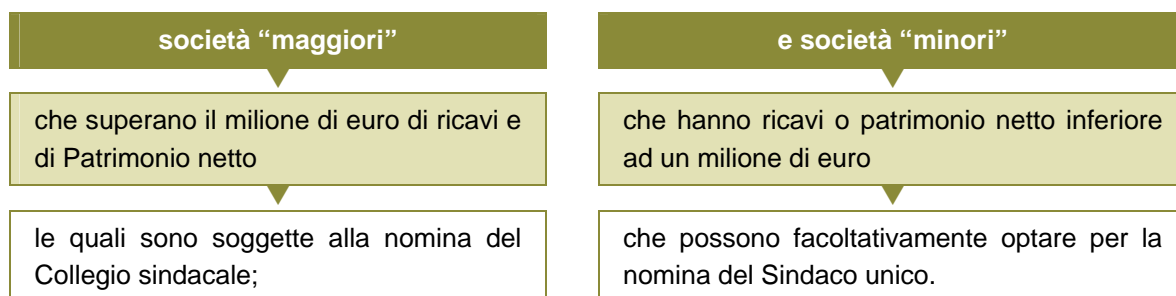 società “maggiori”
che superano il milione di euro di ricavi e
di Patrimonio netto
le quali sono soggette alla nomina del
Collegio sindacale;
e società “minori”
che hanno ricavi o patrimonio netto inferiore
ad un milione di euro
che possono facoltativamente optare per la
nomina del Sindaco unico.